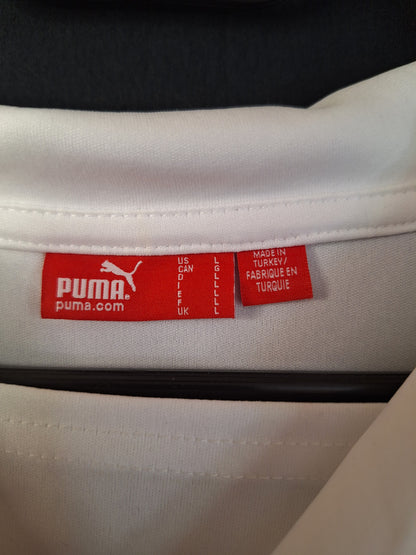 PUMA
puma.com
US L
CAN G
D L
I L
E L
F L
UK L
MADE IN
TURKEY/
FABRIQUE EN
TURQUIE